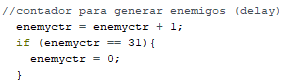 //contador para generar enemigos (delay)
enemyctr = enemyctr + 1;
if (enemyctr == 31){
enemyctr = 0;
}